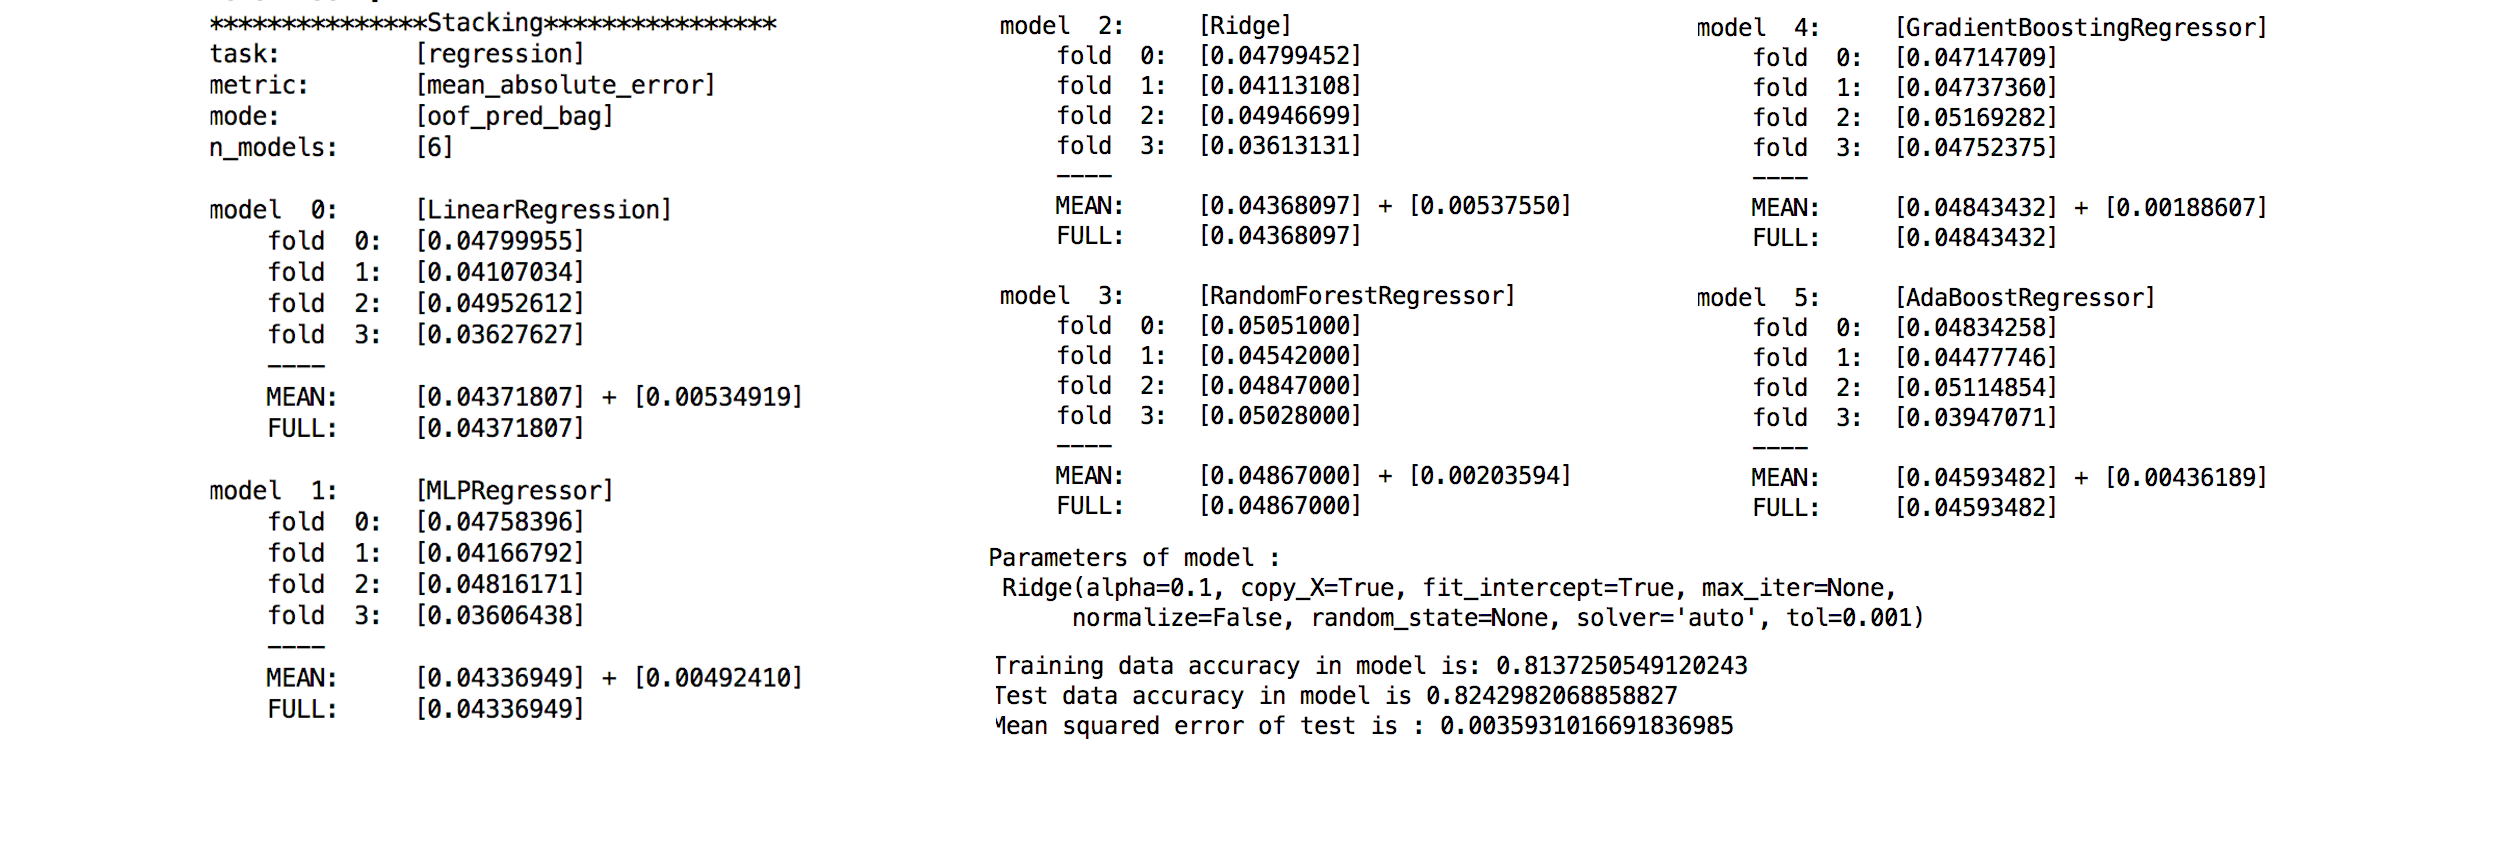 ***************Stacking****************
task: [regression]
metric: [mean_absolute_error]
mode: [oof_pred_bag]
n_models: [6]
model 0: [LinearRegression]
fold 0: [0.04799955]
fold 1: [0.04107034]
fold 2: [0.04952612]
fold 3: [0.03627627]
----
MEAN: [0.04371807] + [0.00534919]
FULL: [0.04371807]
model 1: [MLPRegressor]
fold 0: [0.04758396]
fold 1: [0.04166792]
fold 2: [0.04816171]
fold 3: [0.03606438]
----
MEAN: [0.04336949] + [0.00492410]
FULL: [0.04336949]
model 2: [Ridge]
fold 0: [0.04799452]
fold 1: [0.04113108]
fold 2: [0.04946699]
fold 3: [0.03613131]
----
MEAN: [0.04368097] + [0.00537550]
FULL: [0.04368097]
model 3: [RandomForestRegressor]
fold 0: [0.05051000]
fold 1: [0.04542000]
fold 2: [0.04847000]
fold 3: [0.05028000]
----
MEAN: [0.04867000] + [0.00203594]
FULL: [0.04867000]
model 4: [GradientBoostingRegressor]
fold 0: [0.04714709]
fold 1: [0.04737360]
fold 2: [0.05169282]
fold 3: [0.04752375]
----
MEAN: [0.04843432] + [0.00188607]
FULL: [0.04843432]
model 5: [AdaBoostRegressor]
fold 0: [0.04834258]
fold 1: [0.04477746]
fold 2: [0.05114854]
fold 3: [0.03947071]
----
MEAN: [0.04593482] + [0.00436189]
FULL: [0.04593482]
Parameters of model :
Ridge(alpha=0.1, copy_X=True, fit_intercept=True, max_iter=None,
normalize=False, random_state=None, solver='auto', tol=0.001)
Training data accuracy in model is: 0.8137250549120243
Test data accuracy in model is 0.8242982068858827
Mean squared error of test is : 0.0035931016691836985